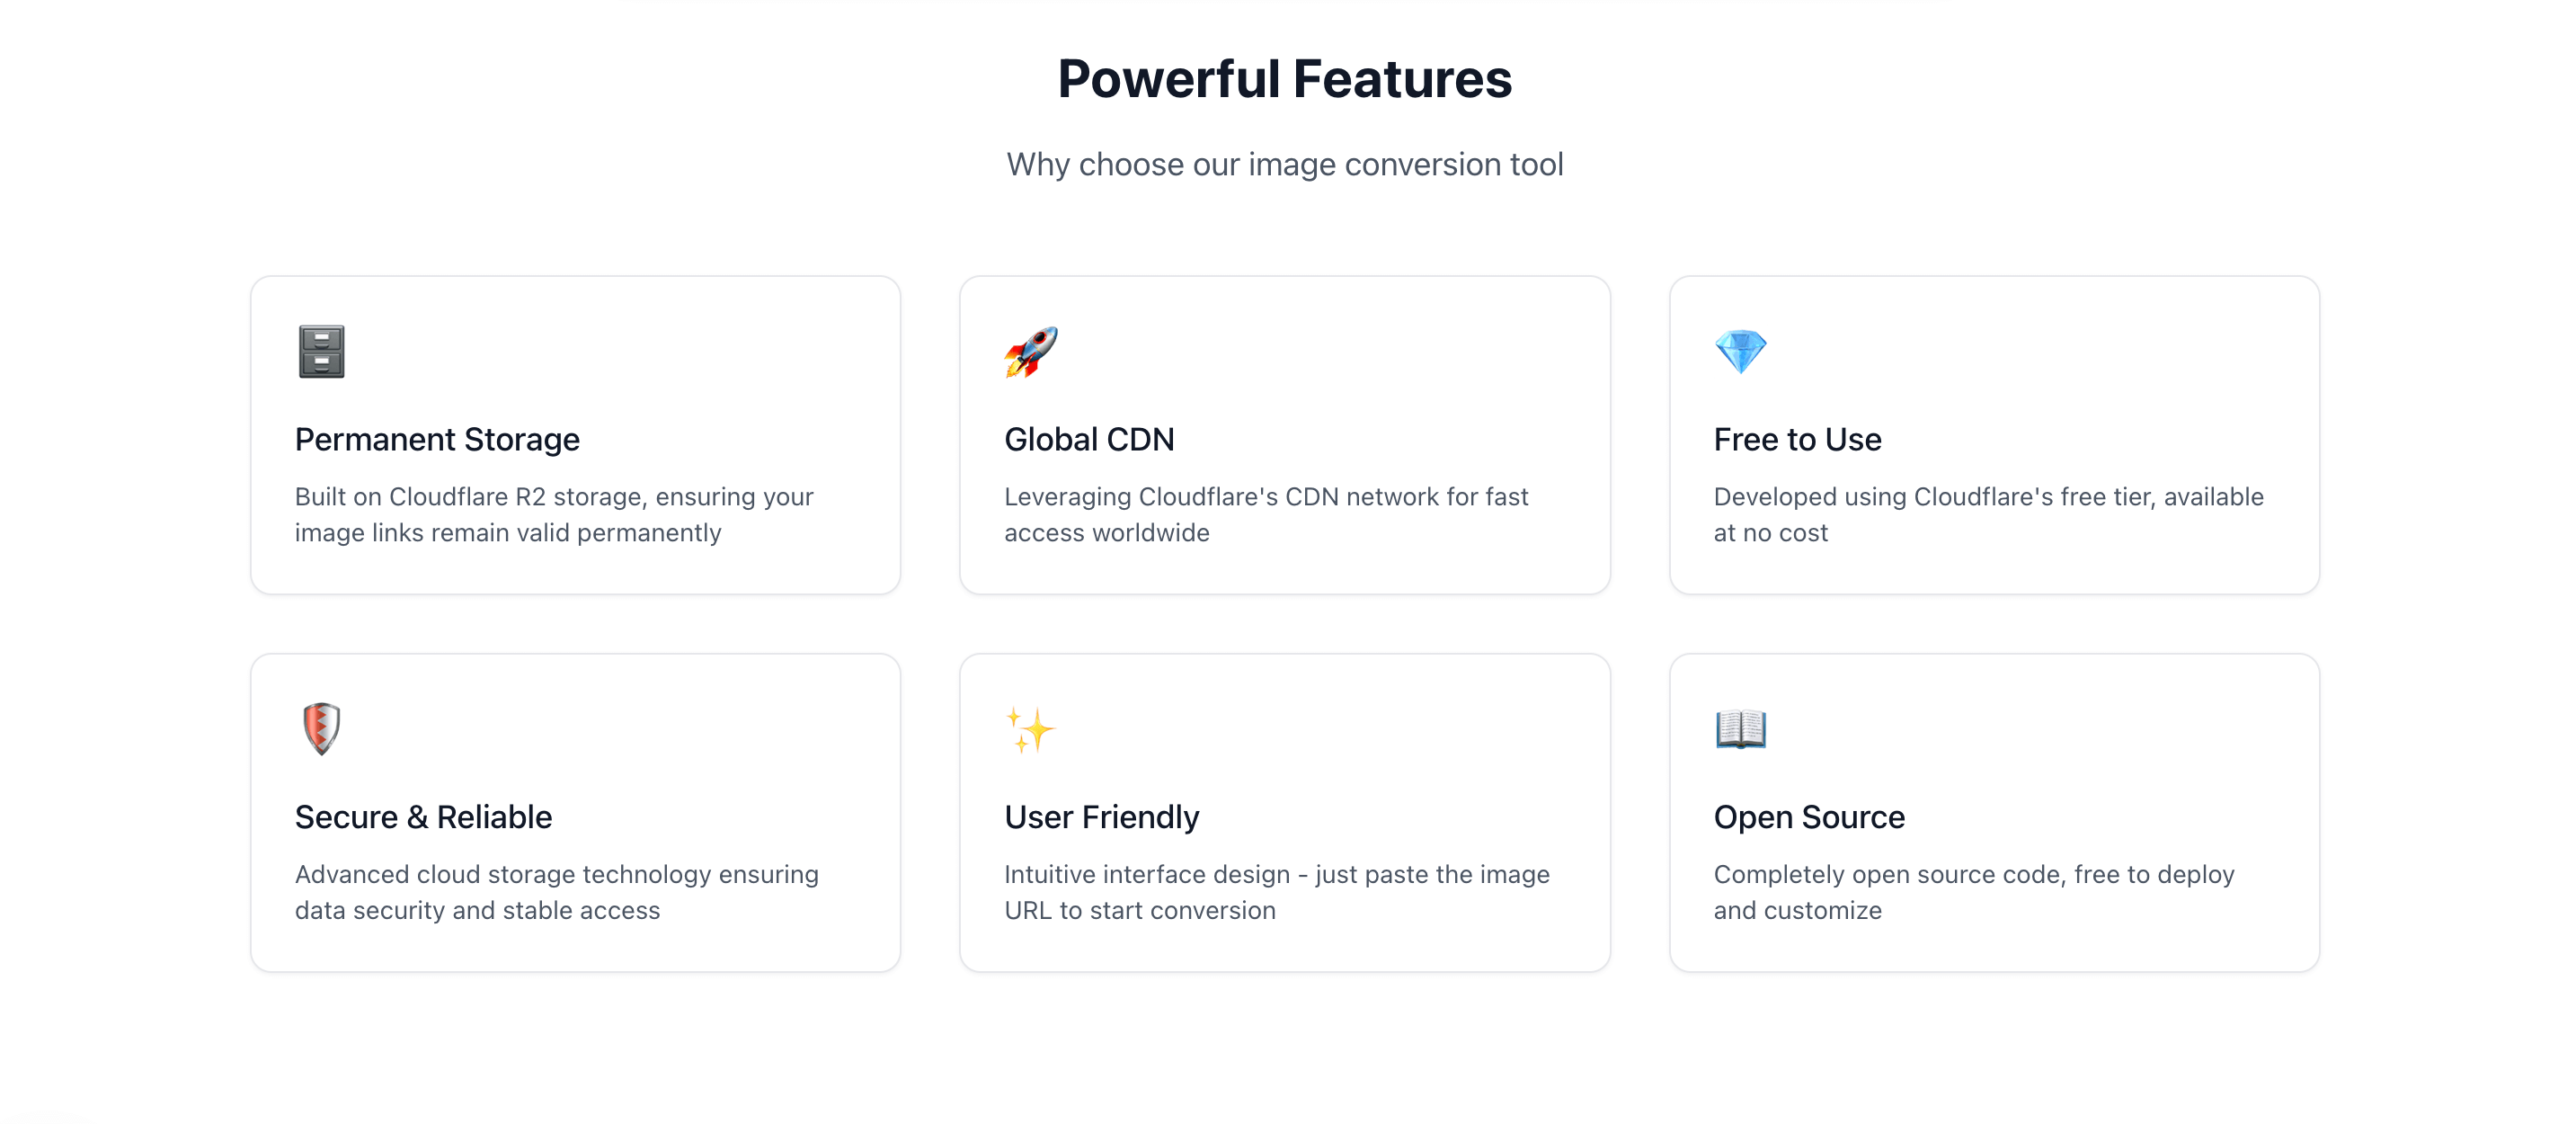 Powerful Features
Why choose our image conversion tool
Permanent Storage
Built on Cloudflare R2 storage, ensuring your
image links remain valid permanently
Global CDN
Leveraging Cloudflare's CDN network for fast
access worldwide
Free to Use
Developed using Cloudflare's free tier, available
at no cost
Secure & Reliable
Advanced cloud storage technology ensuring
data security and stable access
User Friendly
Intuitive interface design - just paste the image
URL to start conversion
Open Source
Completely open source code, free to deploy
and customize